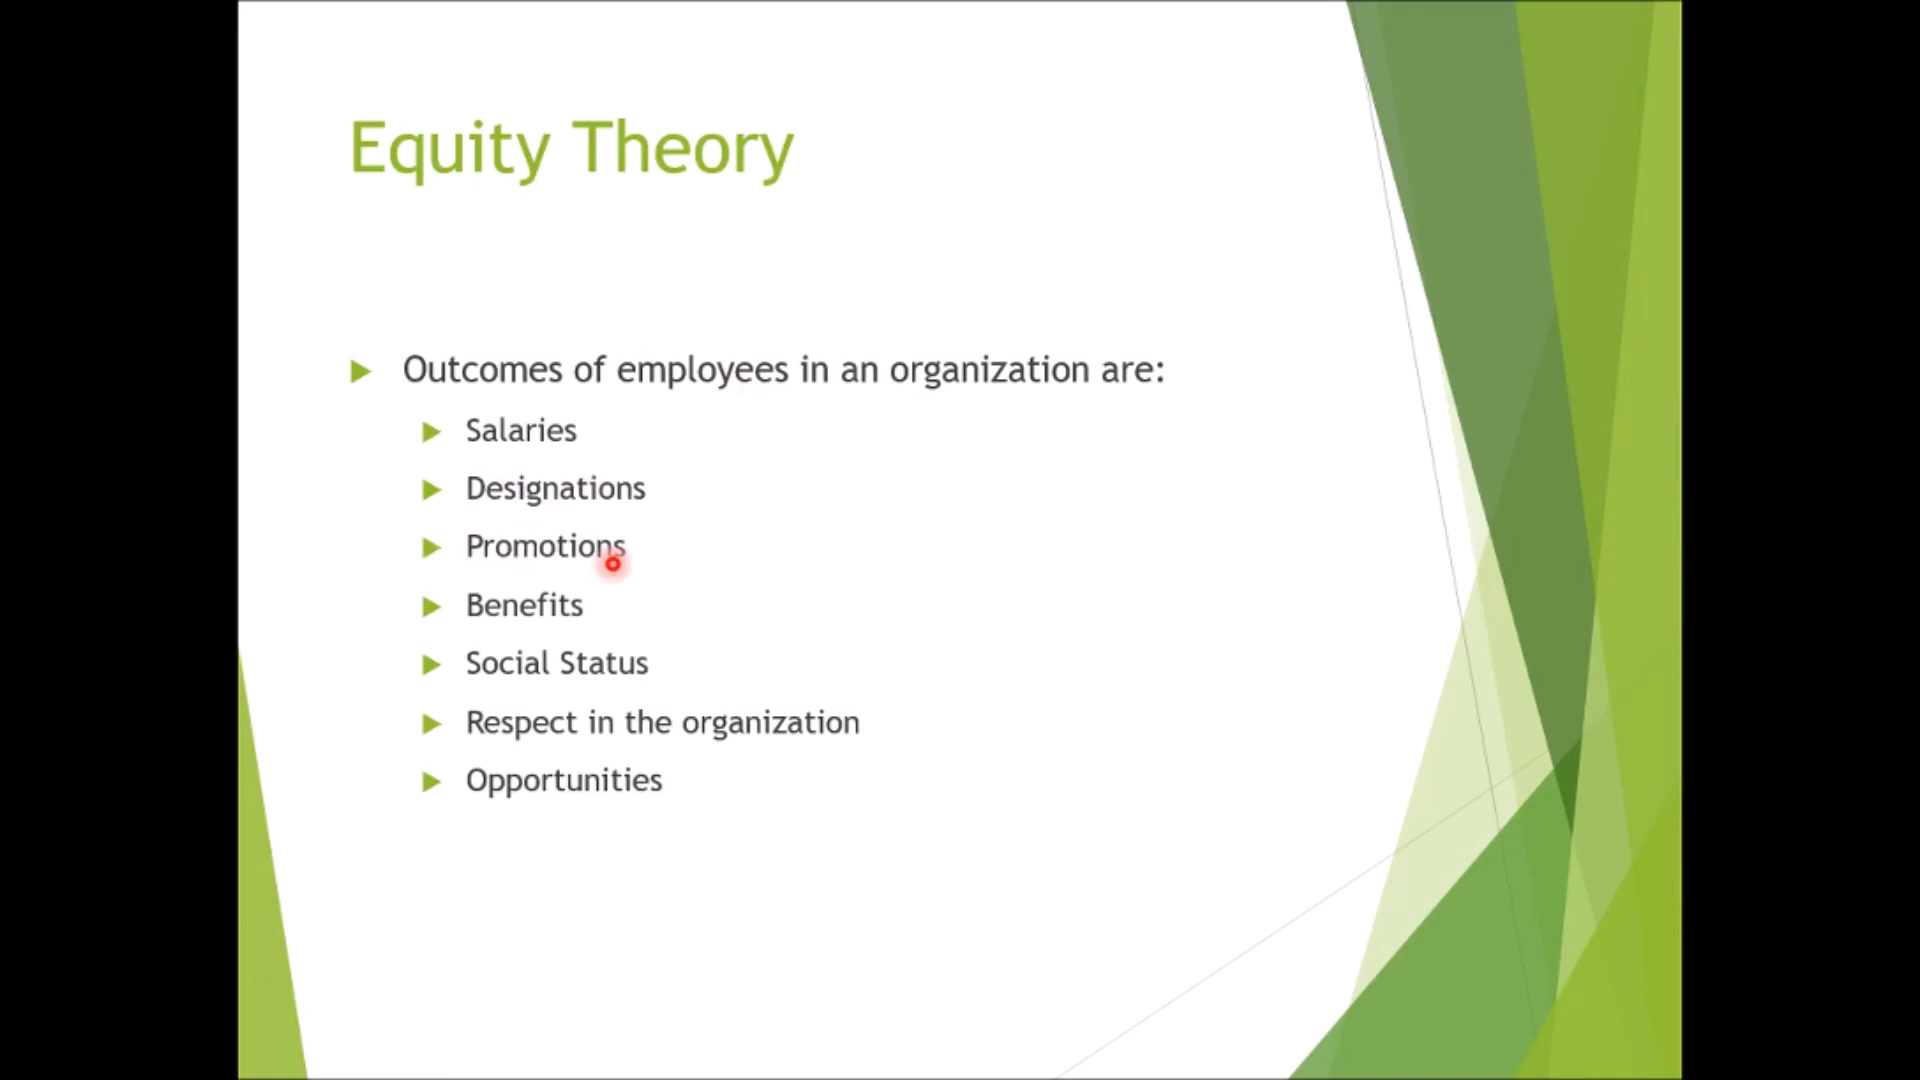 Equity Theory
Outcomes of employees in an organization are:
Salaries
Designations
Promotions
Benefits
Social Status
Respect in the organization
Opportunities